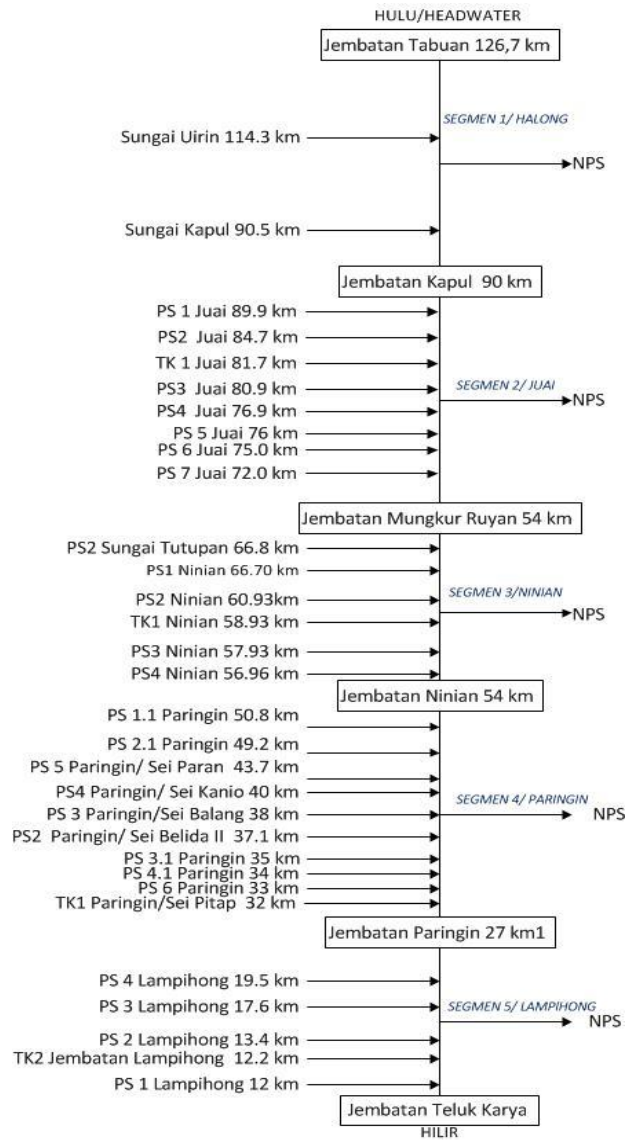 HULU/HEADWATER
Jembatan Tabuan 126,7 km
SEGMEN 1/ HALONG
Sungai Uirin 114.3 km
NPS
Sungai Kapul 90.5 km
Jembatan Kapul 90 km
PS 1 Juai 89.9 km
PS2 Juai 84.7 km
TK 1 Juai 81.7 km
PS3 Juai 80.9 km
SEGMEN 2/ JUAI
NPS
PS4 Juai 76.9 km
PS 5 Juai 76 km
PS 6 Juai 75.0 km
PS 7 Juai 72.0 km
Jembatan Mungkur Ruyan 54 km
PS2 Sungai Tutupan 66.8 km
PS1 Ninian 66.70 km
PS2 Ninian 60.93km
SEGMEN 3/NINIAN
NPS
TK1 Ninian 58.93 km
PS3 Ninian 57.93 km
PS4 Ninian 56.96 km
Jembatan Ninian 54 km
PS 1.1 Paringin 50.8 km
PS 2.1 Paringin 49.2 km
PS 5 Paringin/ Sei Paran 43.7 km
PS4 Paringin/ Sei Kanio 40 km
SEGMEN 4/ PARINGIN
PS 3 Paringin/Sei Balang 38 km
NPS
PS2 Paringin/ Sei Belida II 37.1 km
PS 3.1 Paringin 35 km
PS 4.1 Paringin 34 km
PS 6 Paringin 33 km
TK1 Paringin/Sei Pitap 32 km
Jembatan Paringin 27 km1
PS 4 Lampihong 19.5 km
PS 3 Lampihong 17.6 km
SEGMEN 5/ LAMPIHONG
NPS
PS 2 Lampihong 13.4 km
TK2 Jembatan Lampihong 12.2 km
PS 1 Lampihong 12 km
Jembatan Teluk Karya
HILIR